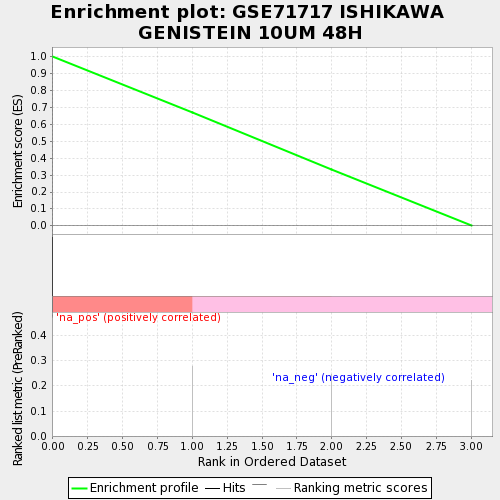 Enrichment plot: GSE71717 ISHIKAWA
GENISTEIN 10UM 48H
Enrichment score (ES)
1.0
0.9
0.8
0.7
0.6
0.5
0.4
0.3
0.2
0.1
0.0
'na_pos' (positively correlated)
'na_neg' (negatively correlated)
Ranked list metric (PreRanked)
0.4
0.3
0.2
0.1
0.0
0.00 0.25 0.50 0.75 1.00 1.25 1.50 1.75 2.00 2.25 2.50 2.75 3.00
Rank in Ordered Dataset
Enrichment profile Hits Ranking metric scores